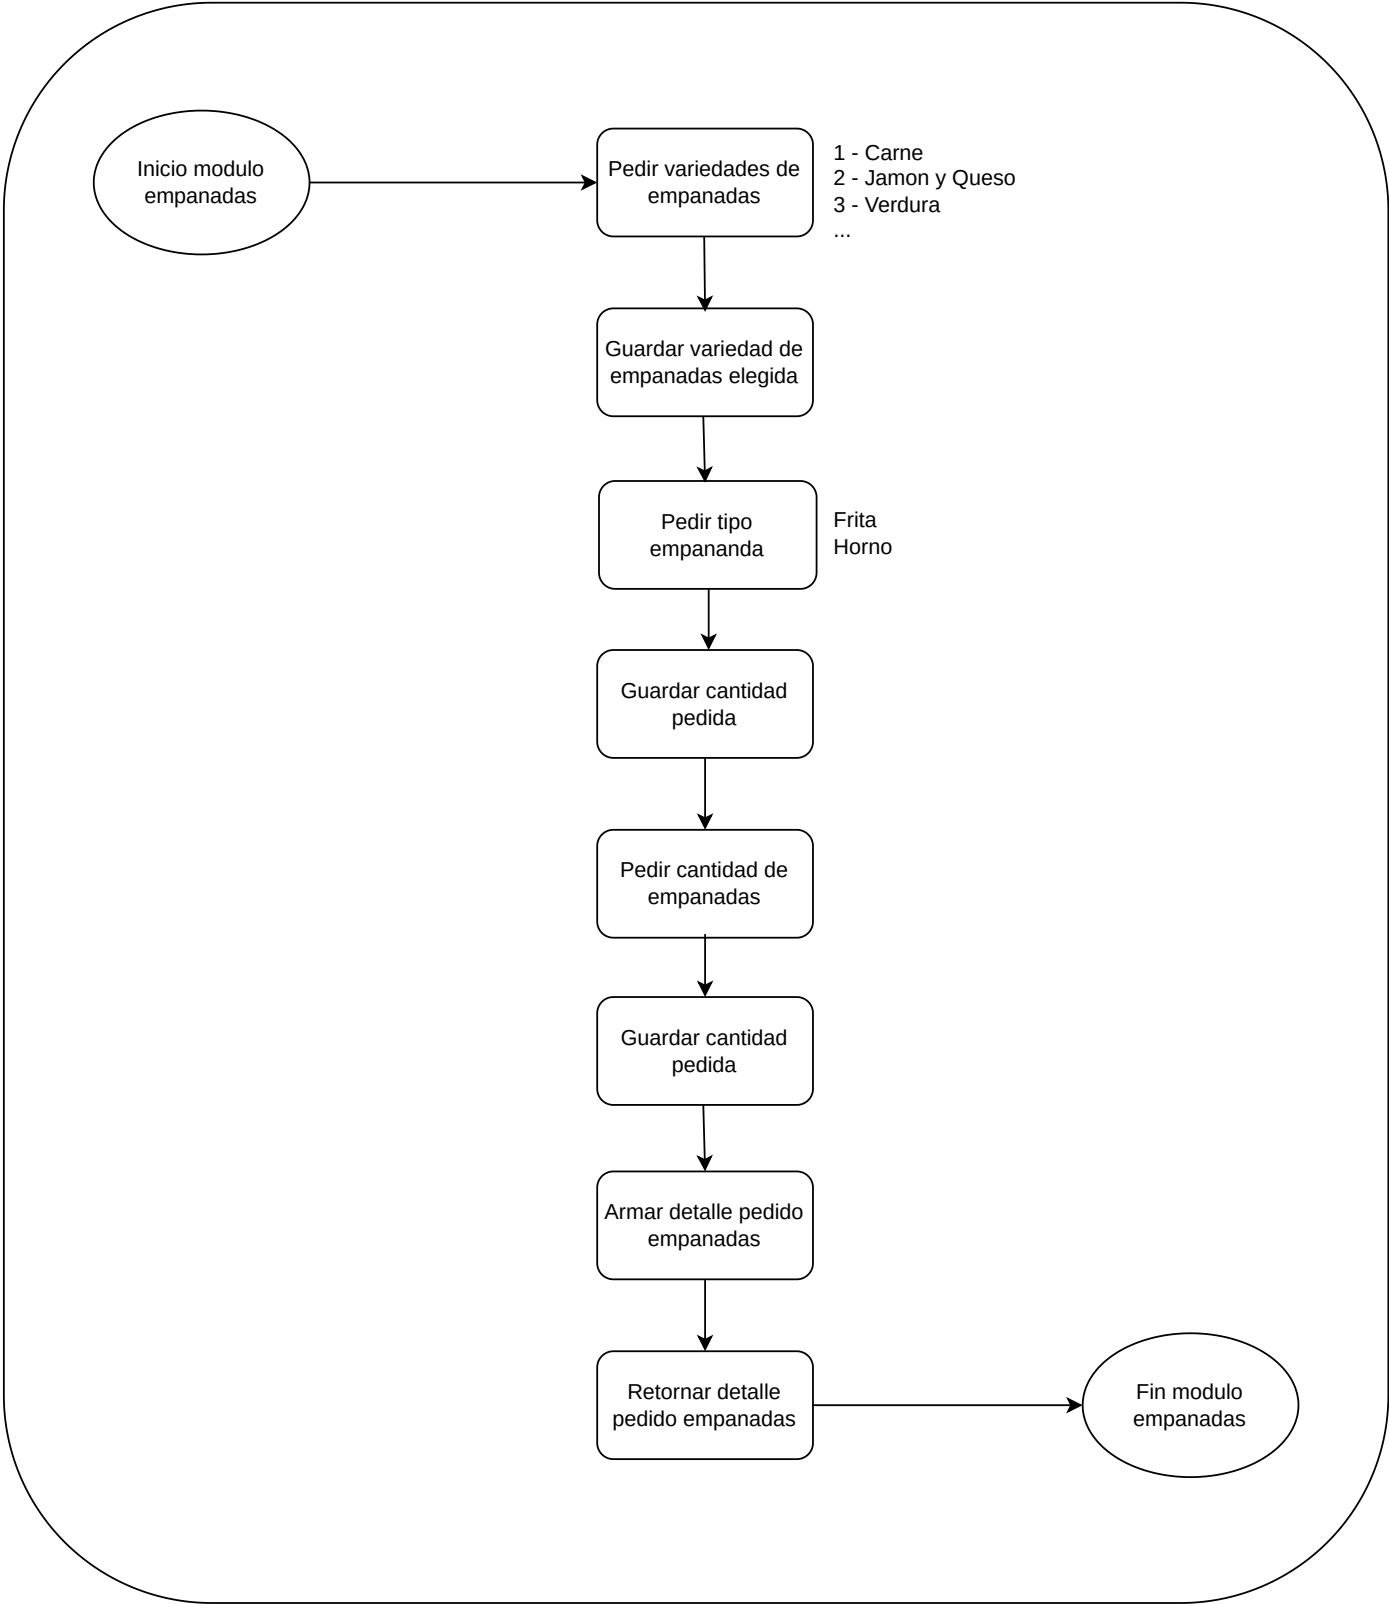 Inicio modulo
empanadas
Pedir variedades de
empanadas
1 - Carne
2 - Jamon y Queso
3 - Verdura
...
Guardar variedad de
empanadas elegida
Pedir tipo
empananda
Frita
Horno
Guardar cantidad
pedida
Pedir cantidad de
empanadas
Guardar cantidad
pedida
Armar detalle pedido
empanadas
Retornar detalle
pedido empanadas
Fin modulo
empanadas